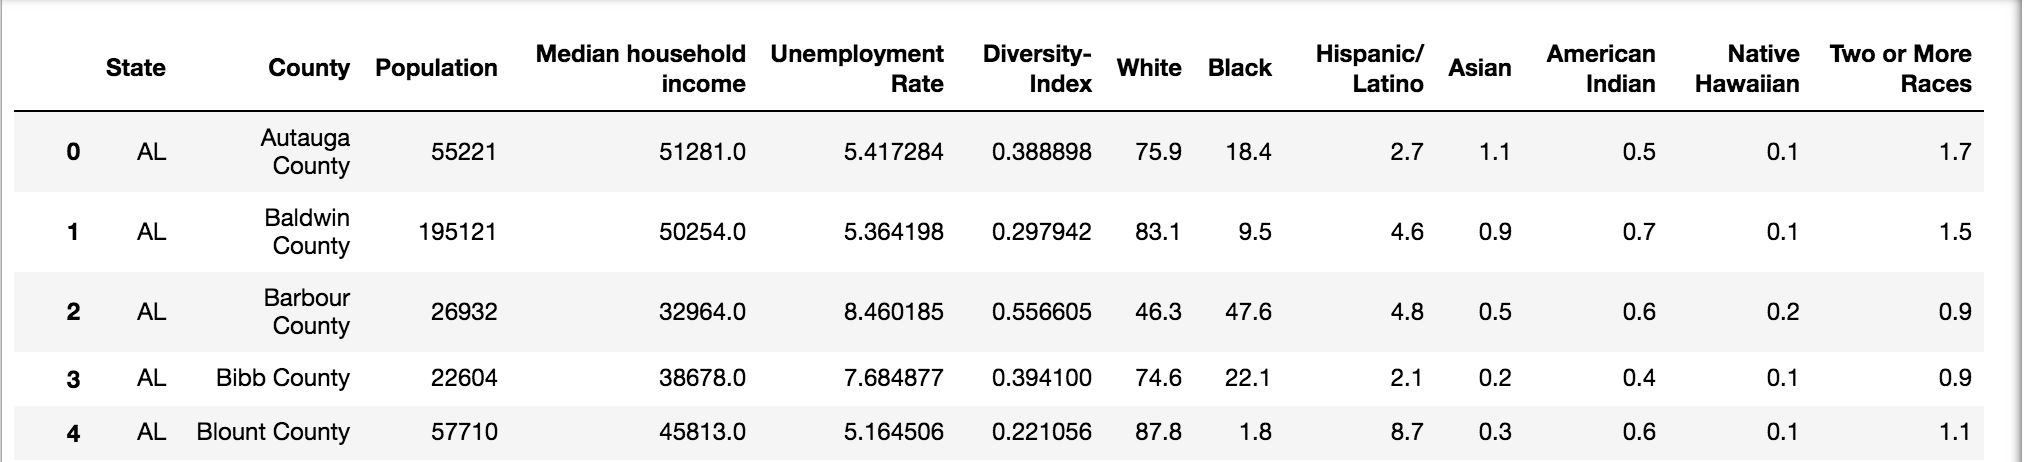 State County Population Median household income Unemployment Rate Diversity-Index White Black Hispanic/Latino Asian American Indian Native Hawaiian Two or More Races
0 AL Autauga County 55221 51281.0 5.417284 0.388898 75.9 18.4 2.7 1.1 0.5 0.1 1.7
1 AL Baldwin County 195121 50254.0 5.364198 0.297942 83.1 9.5 4.6 0.9 0.7 0.1 1.5
2 AL Barbour County 26932 32964.0 8.460185 0.556605 46.3 47.6 4.8 0.5 0.6 0.2 0.9
3 AL Bibb County 22604 38678.0 7.684877 0.394100 74.6 22.1 2.1 0.2 0.4 0.1 0.9
4 AL Blount County 57710 45813.0 5.164506 0.221056 87.8 1.8 8.7 0.3 0.6 0.1 1.1